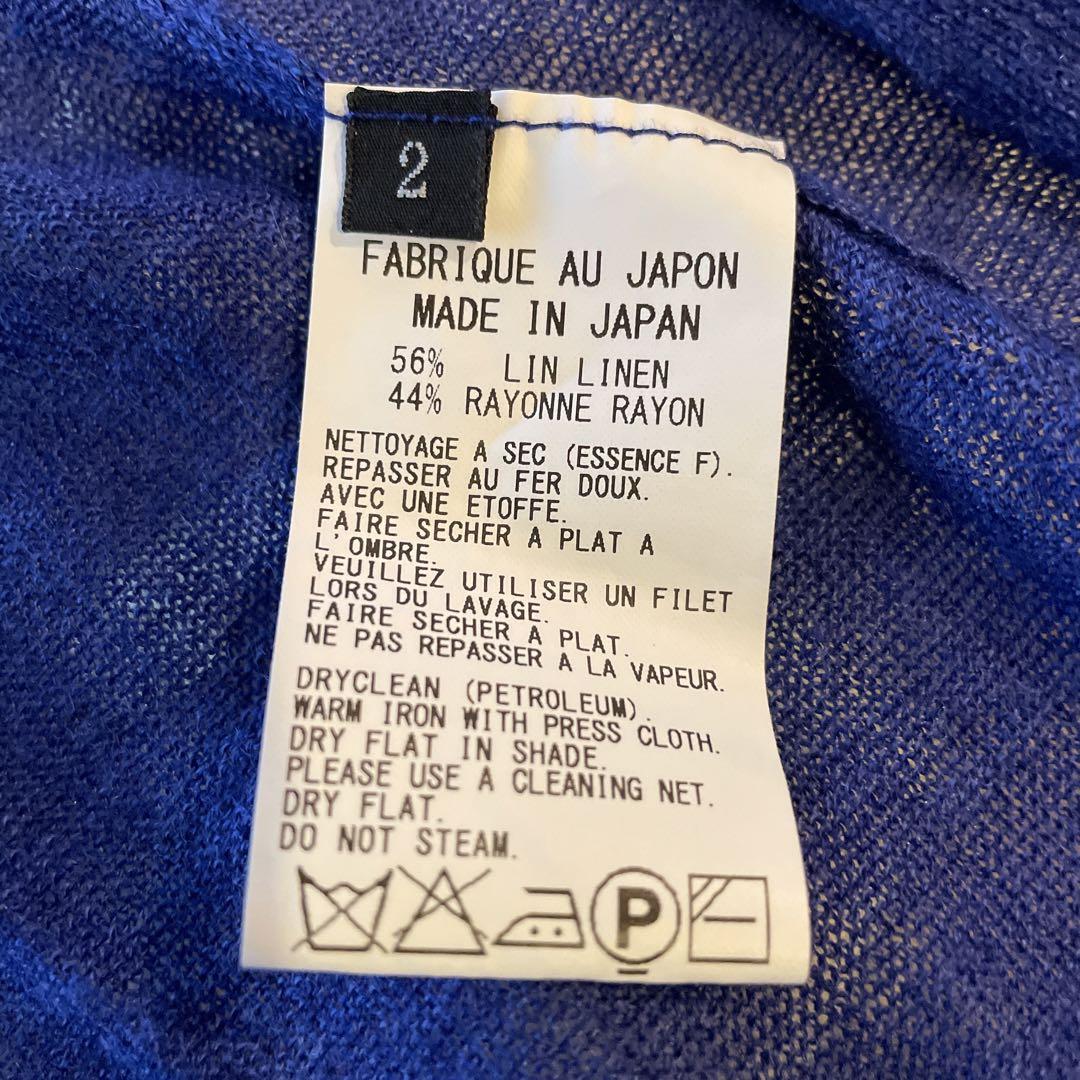 2
FABRIQUE AU JAPON
MADE IN JAPAN
56% LIN LINEN
44% RAYONNE RAYON
NETTOYAGE A SEC (ESSENCE F).
REPASSER AU FER DOUX.
AVEC UNE ETOFFE.
FAIRE SECHER A PLAT A
L'OMBRE.
VEUILLEZ UTILISER UN FILET
LORS DU LAVAGE.
FAIRE SECHER A PLAT.
NE PAS REPASSER A LA VAPEUR.
DRYCLEAN (PETROLEUM).
WARM IRON WITH PRESS CLOTH.
DRY FLAT IN SHADE.
PLEASE USE A CLEANING NET.
DRY FLAT.
DO NOT STEAM.
P